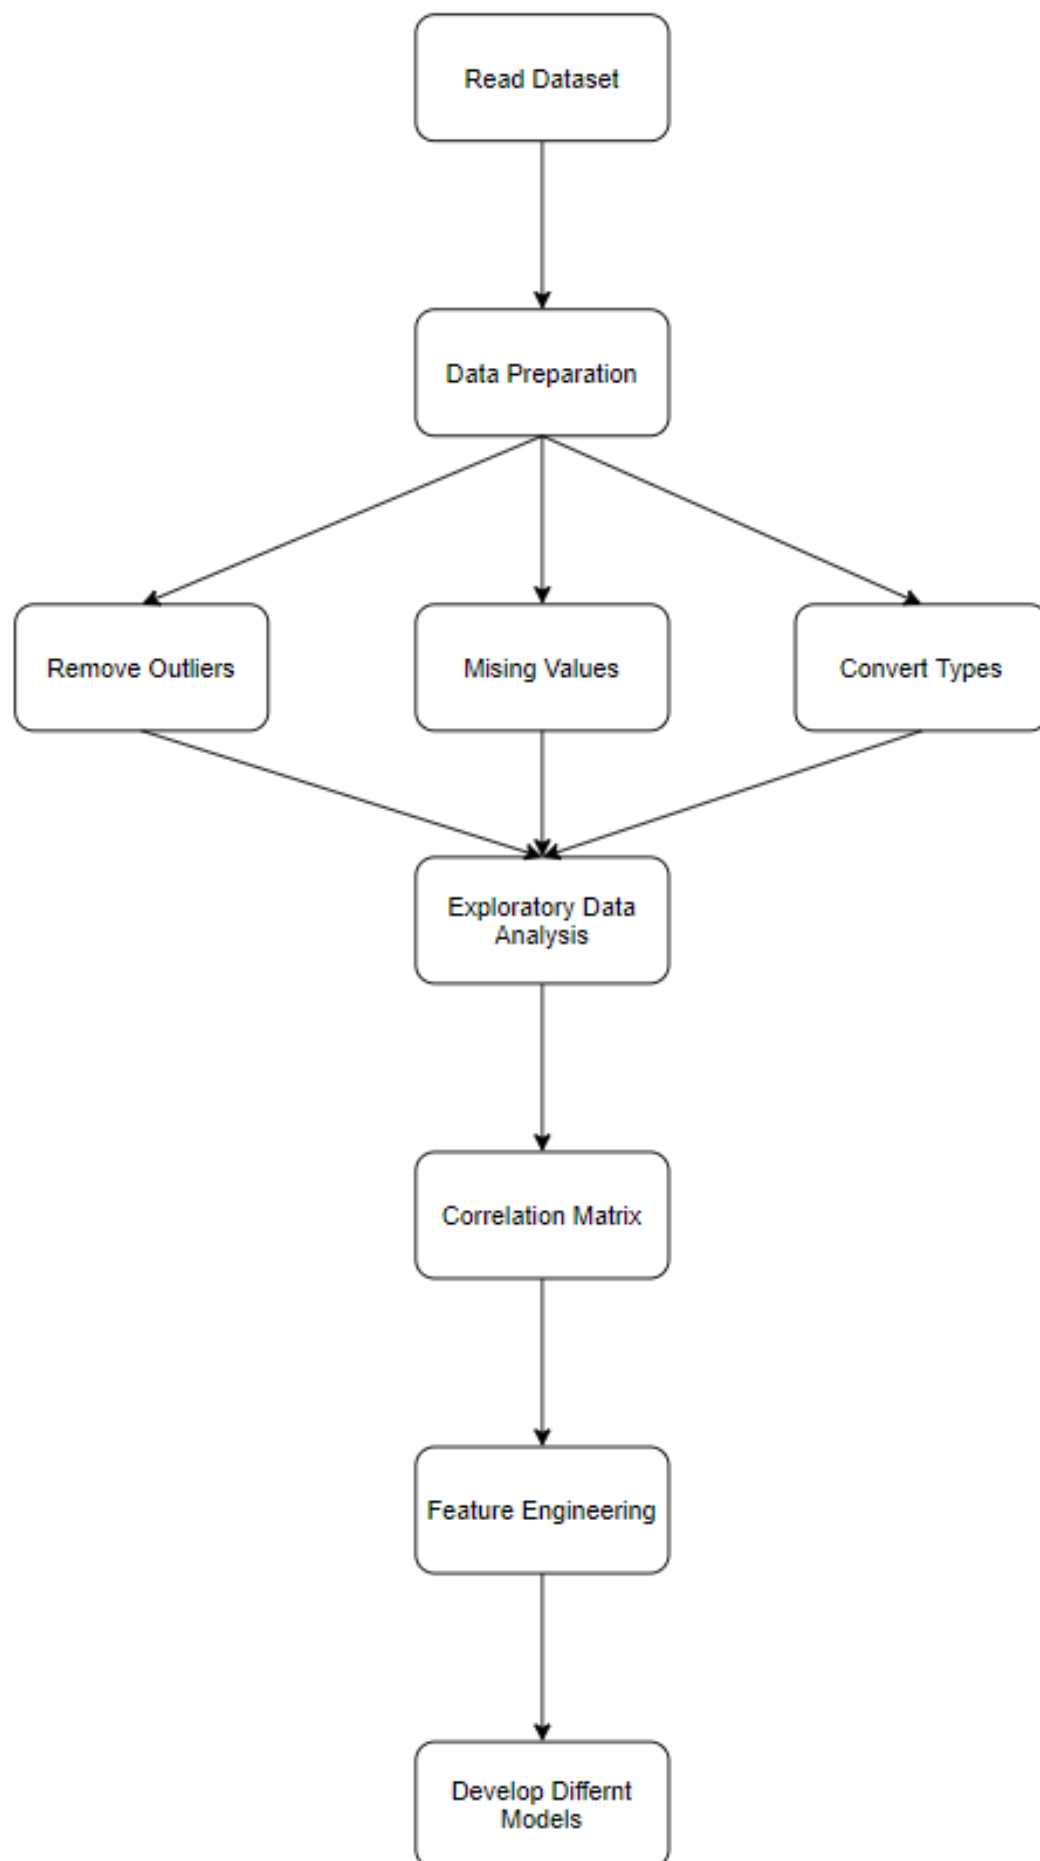 Read Dataset
Data Preparation
Remove Outliers
Mising Values
Convert Types
Exploratory Data
Analysis
Correlation Matrix
Feature Engineering
Develop Differnt
Models